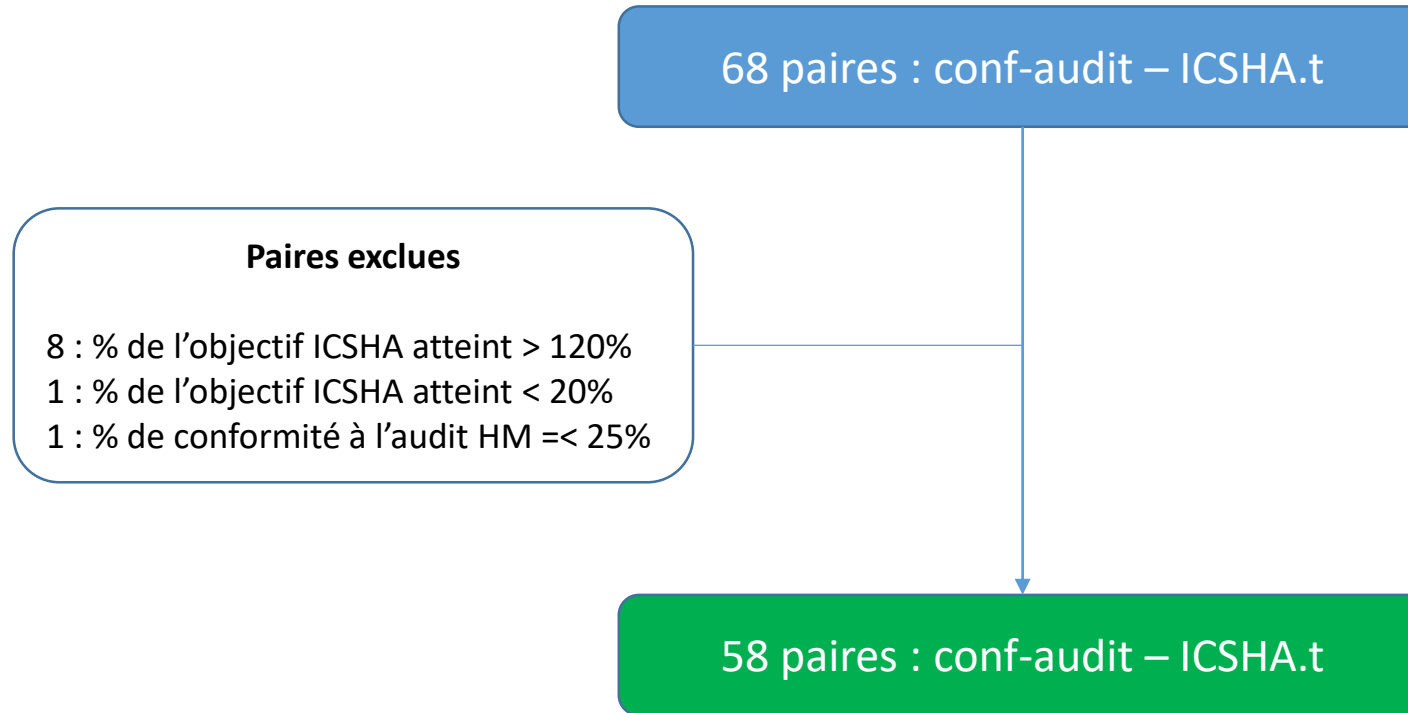 68 paires : conf-audit – ICSHA.t
Paires exclues
8 : % de l’objectif ICSHA atteint > 120%
1 : % de l’objectif ICSHA atteint < 20%
1 : % de conformité à l’audit HM =< 25%
58 paires : conf-audit – ICSHA.t